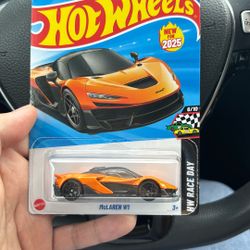 Hot Wheels
NEW
FOR
2025
6/10
HW RACE DAY
McLAREN W1
3+